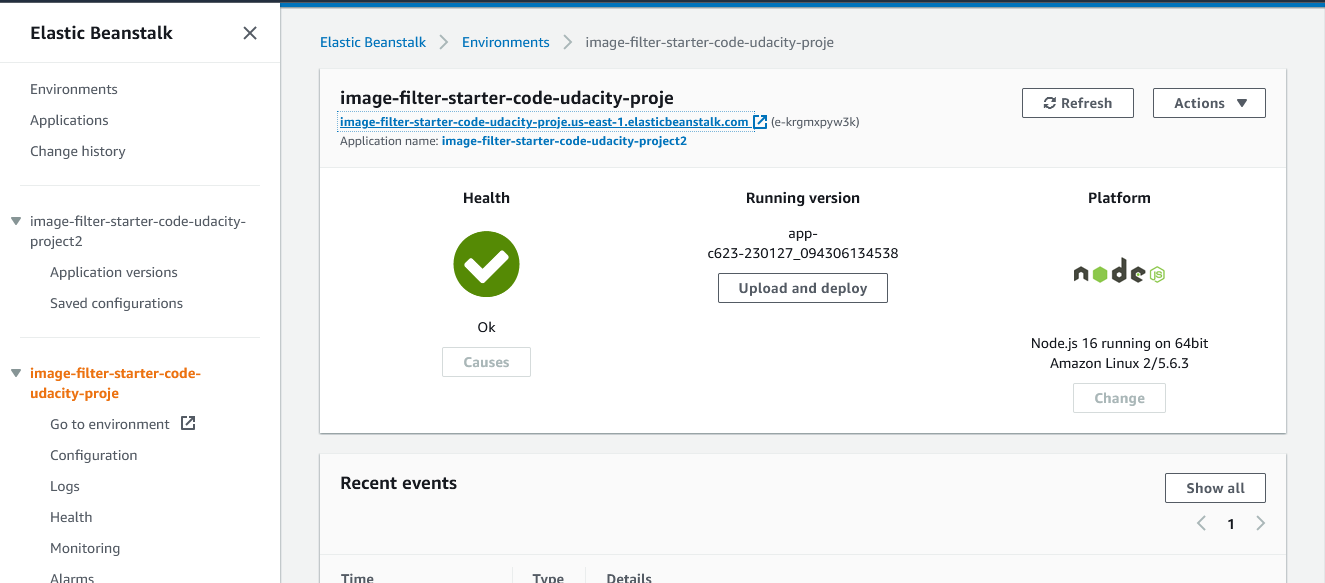 Elastic Beanstalk
Environments
Applications
Change history
image-filter-starter-code-udacity-
project2
Application versions
Saved configurations
image-filter-starter-code-
udacity-proje
Go to environment
Configuration
Logs
Health
Monitoring
Alarms
Elastic Beanstalk > Environments > image-filter-starter-code-udacity-proje
image-filter-starter-code-udacity-proje
image-filter-starter-code-udacity-proje.us-east-1.elasticbeanstalk.com (e-krgmxpyw3k)
Application name: image-filter-starter-code-udacity-project2
Refresh
Actions
Health
Ok
Causes
Running version
app-
c623-230127_094306134538
Upload and deploy
Platform
node JS
Node.js 16 running on 64bit
Amazon Linux 2/5.6.3
Change
Recent events
Show all
1
Time Type Details